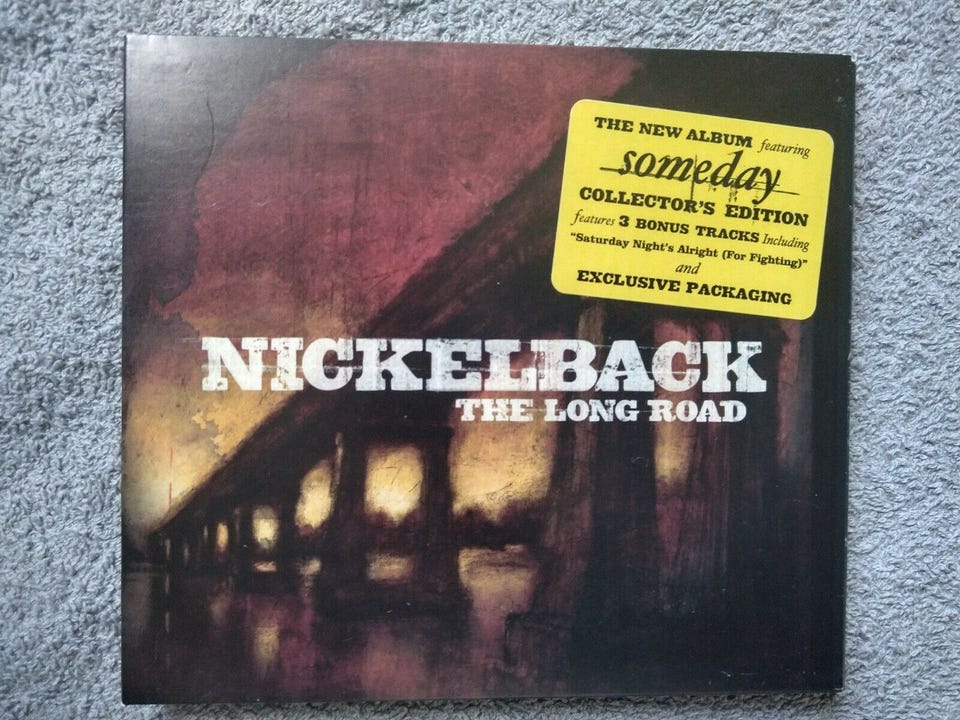 THE NEW ALBUM featuring
someday
COLLECTOR'S EDITION
features 3 BONUS TRACKS Including
"Saturday Night's Alright (For Fighting)"
and
EXCLUSIVE PACKAGING
NICKELBACK
THE LONG ROAD